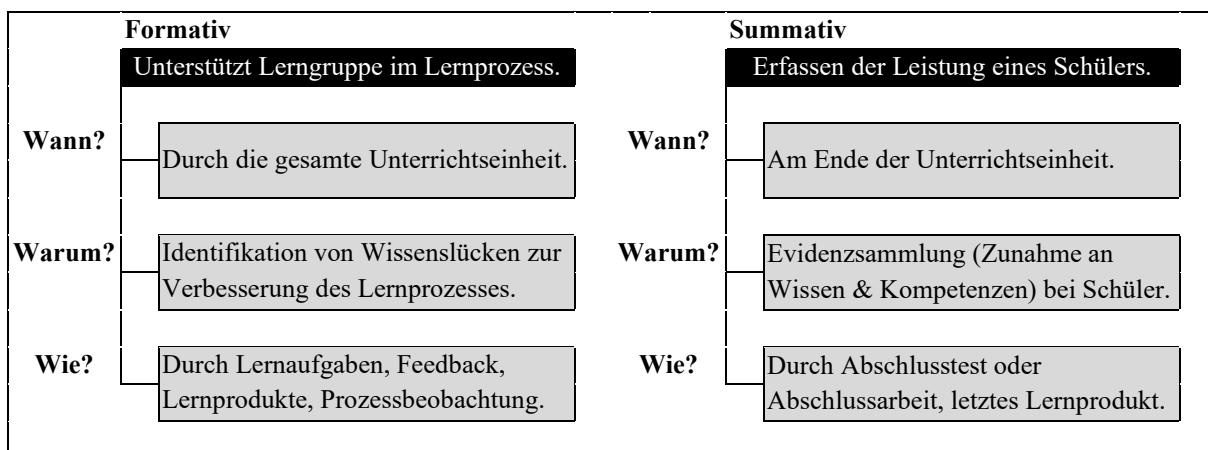 Formativ
Unterstützt Lerngruppe im Lernprozess.
Wann?
Durch die gesamte Unterrichtseinheit.
Warum?
Identifikation von Wissenslücken zur
Verbesserung des Lernprozesses.
Wie?
Durch Lernaufgaben, Feedback,
Lernprodukte, Prozessbeobachtung.
Summativ
Erfassen der Leistung eines Schülers.
Wann?
Am Ende der Unterrichtseinheit.
Warum?
Evidenzsammlung (Zunahme an
Wissen & Kompetenzen) bei Schüler.
Wie?
Durch Abschlusstest oder
Abschlussarbeit, letztes Lernprodukt.